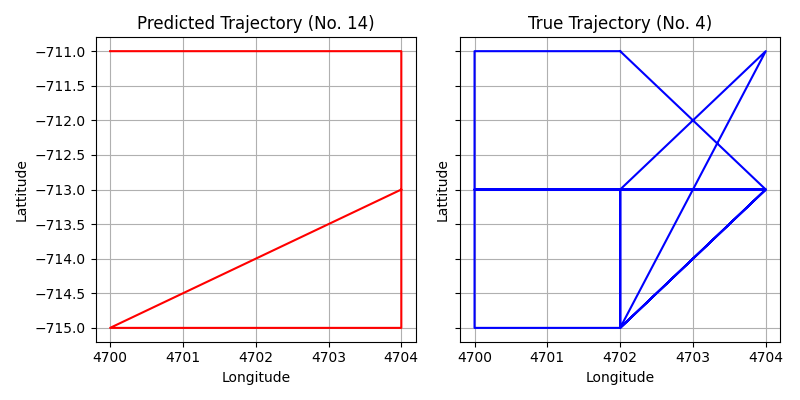 Predicted Trajectory (No. 14)
Lattitude
−711.0
−711.5
−712.0
−712.5
−713.0
−713.5
−714.0
−714.5
−715.0
4700 4701 4702 4703 4704
Longitude
True Trajectory (No. 4)
Lattitude
4700 4701 4702 4703 4704
Longitude